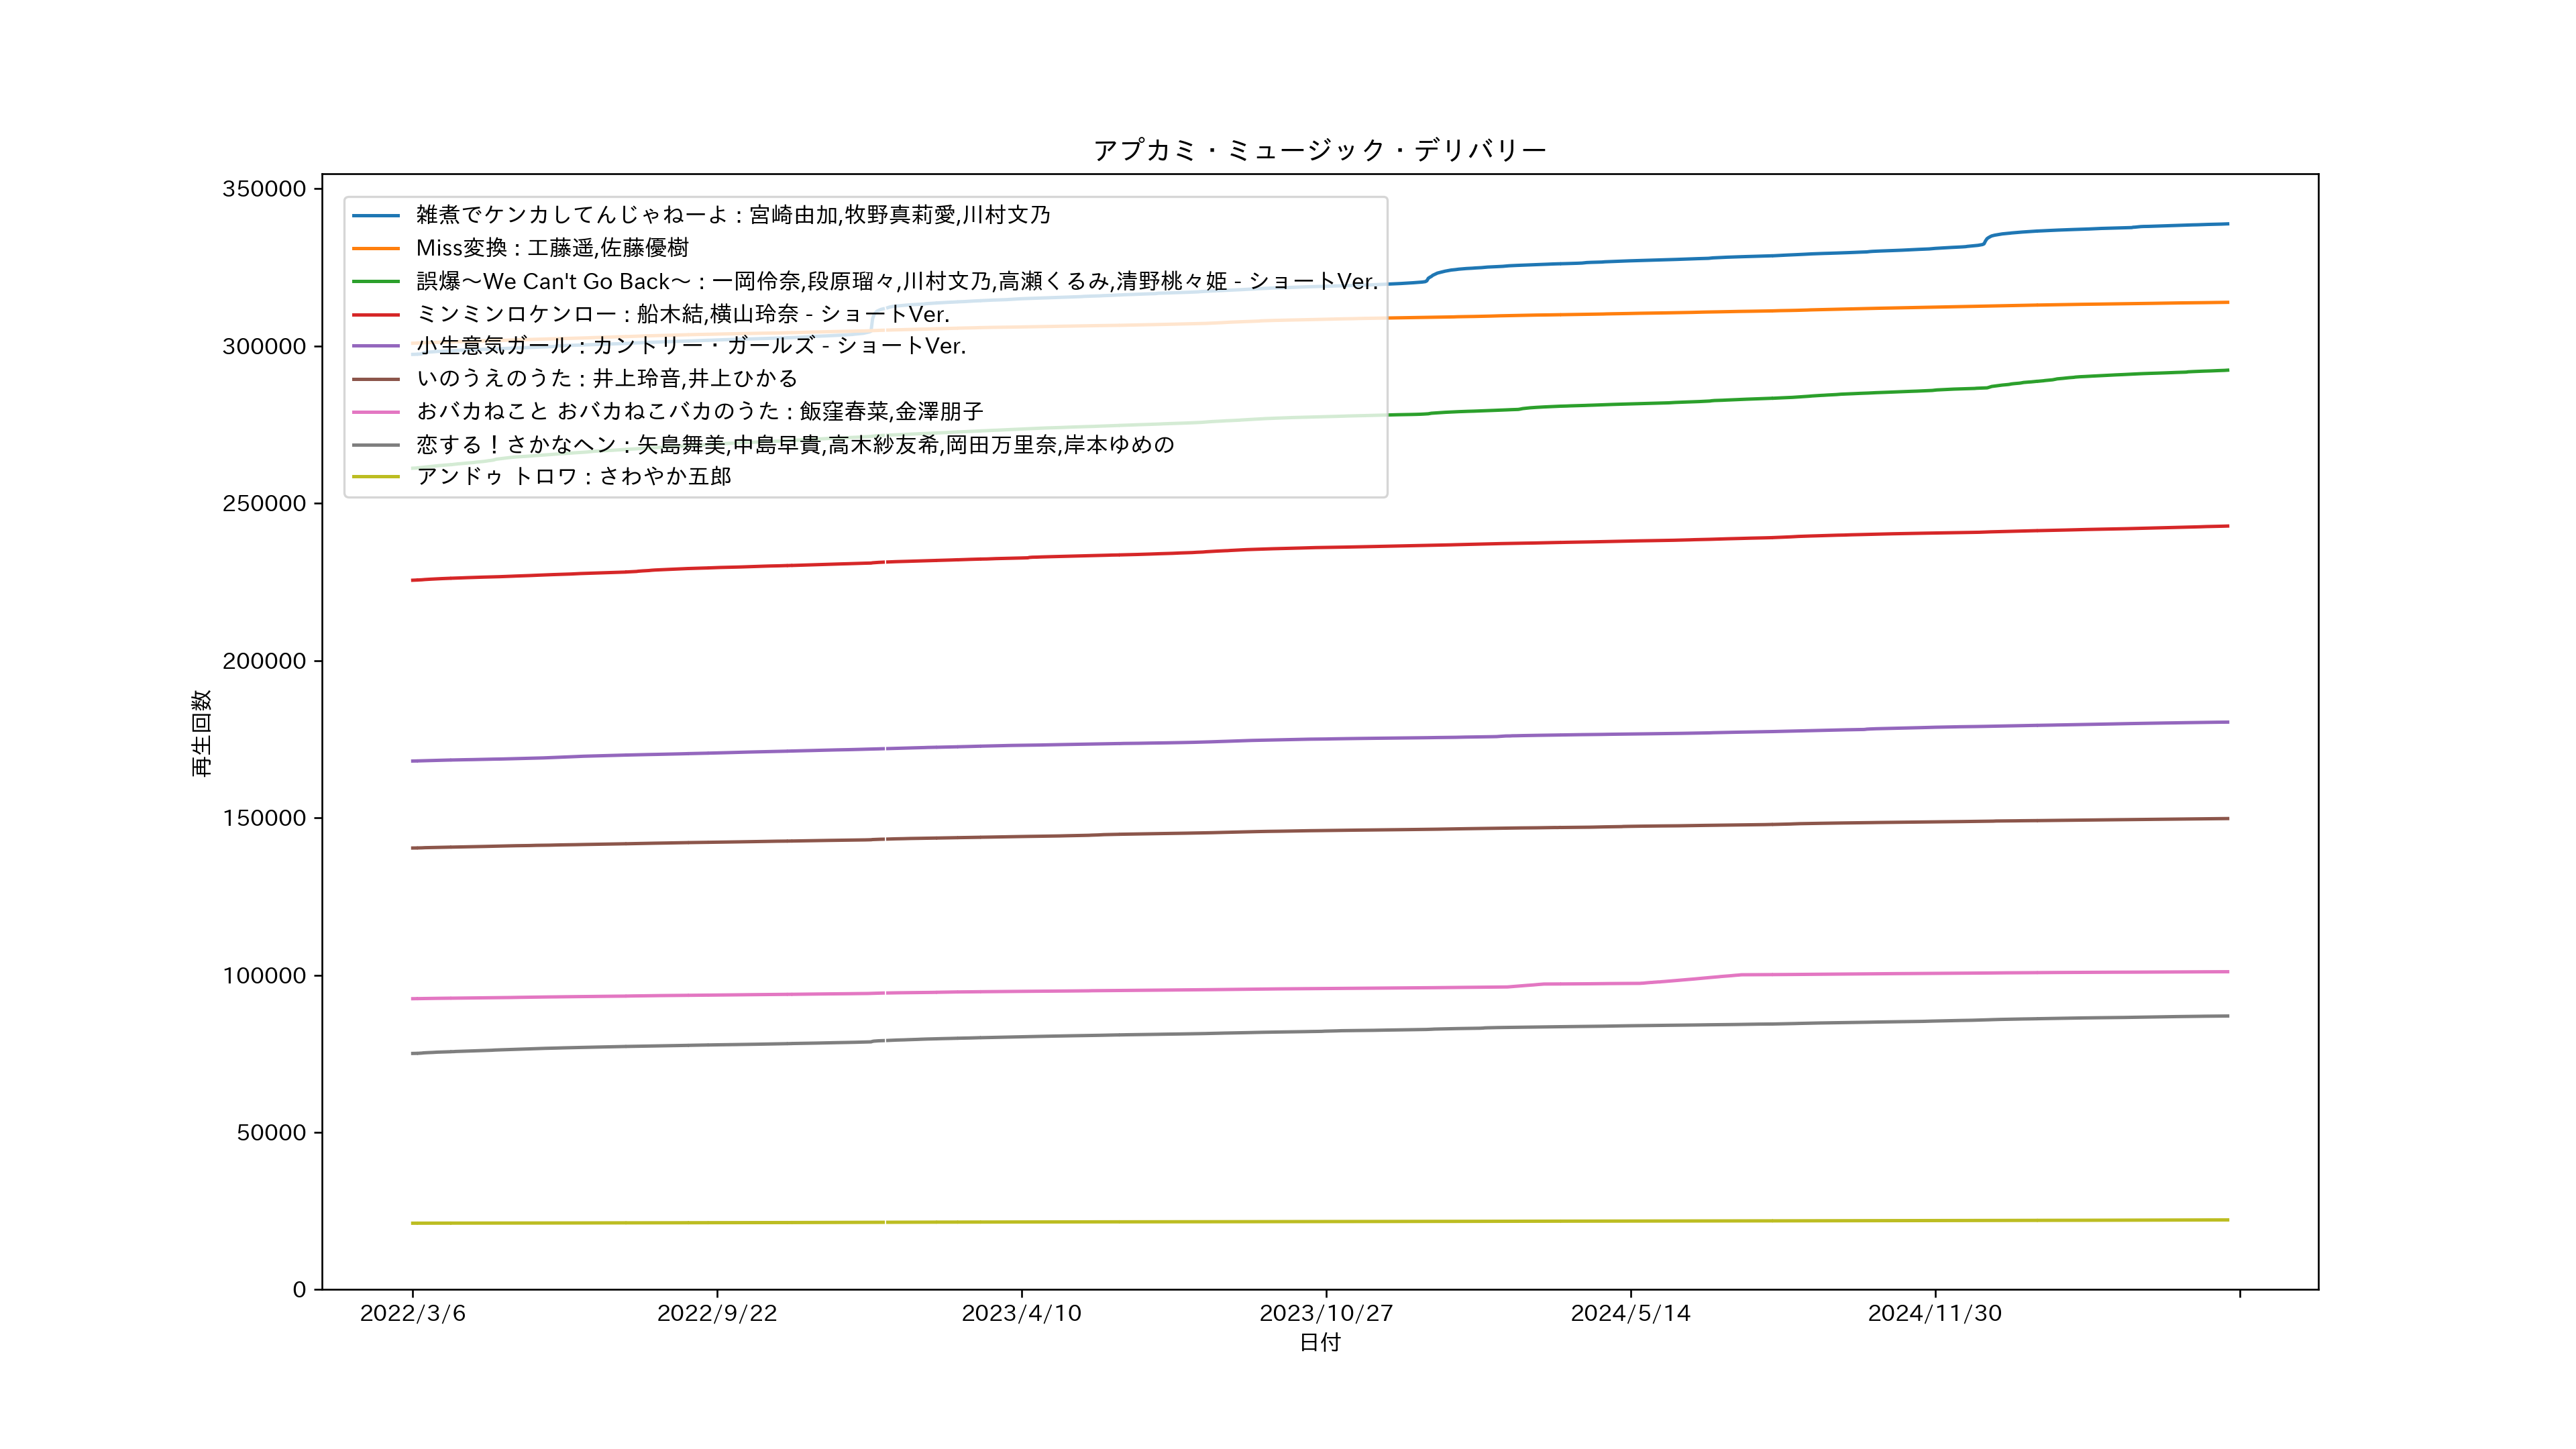 アプカミ・ミュージック・デリバリー
350000
300000
250000
200000
150000
100000
50000
0
再生回数
雑煮でケンカしてんじゃねーよ : 宮崎由加,牧野真莉愛,川村文乃
Miss変換 : 工藤遥,佐藤優樹
誤爆〜We Can't Go Back〜 : 一岡伶奈,段原瑠々,川村文乃,高瀬くるみ,清野桃々姫 - ショートVer.
ミンミンロケンロー : 船木結,横山玲奈 - ショートVer.
小生意気ガール : カントリー・ガールズ - ショートVer.
いのうえのうた : 井上玲音,井上ひかる
おバカねこと おバカねこバカのうた : 飯窪春菜,金澤朋子
恋する！さかなヘン : 矢島舞美,中島早貴,高木紗友希,岡田万里奈,岸本ゆめの
アンドゥ トロワ : さわやか五郎
2022/3/6
2022/9/22
2023/4/10
2023/10/27
2024/5/14
2024/11/30
日付